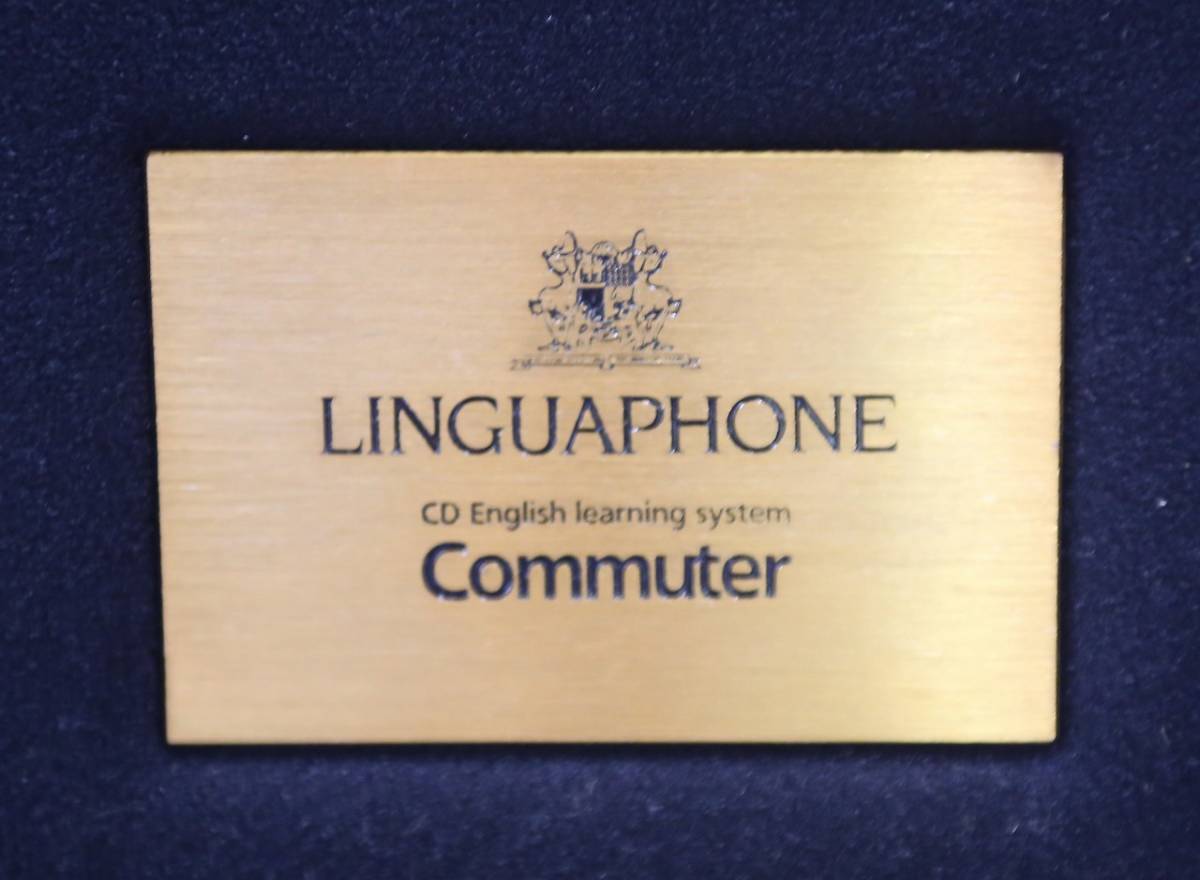 LINGUAPHONE
CD English learning system
Commuter